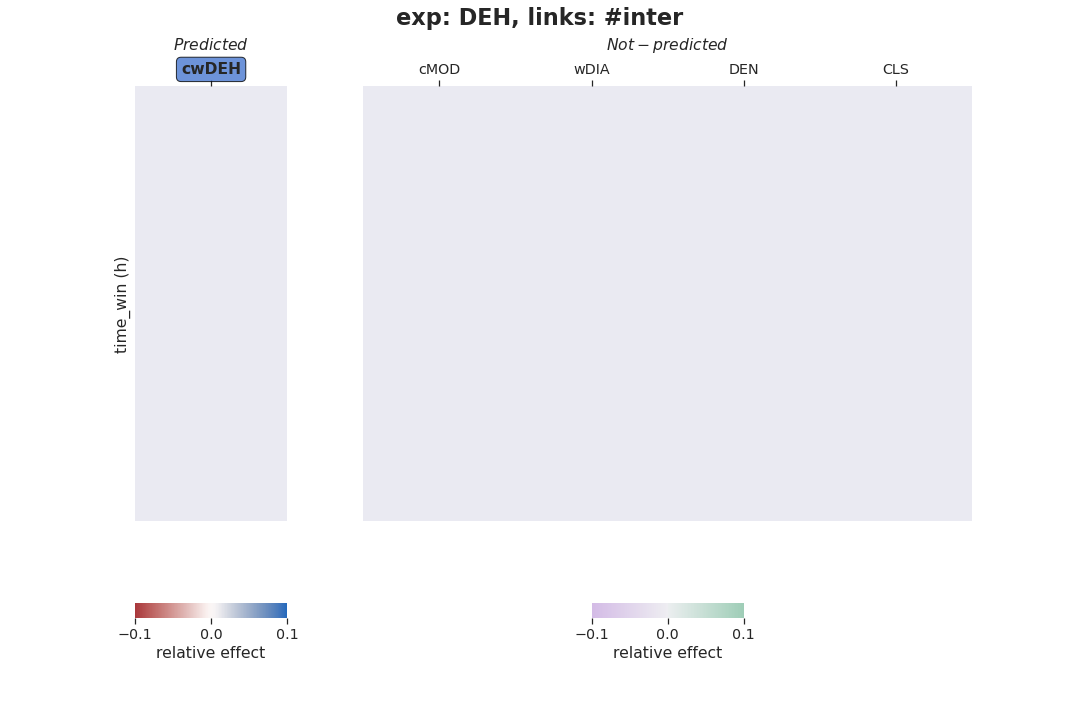 exp: DEH, links: #inter
Predicted
Not − predicted
cwDEH
cMOD wDIA DEN CLS
time_win (h)
−0.1 0.0 0.1
relative effect
−0.1 0.0 0.1
relative effect